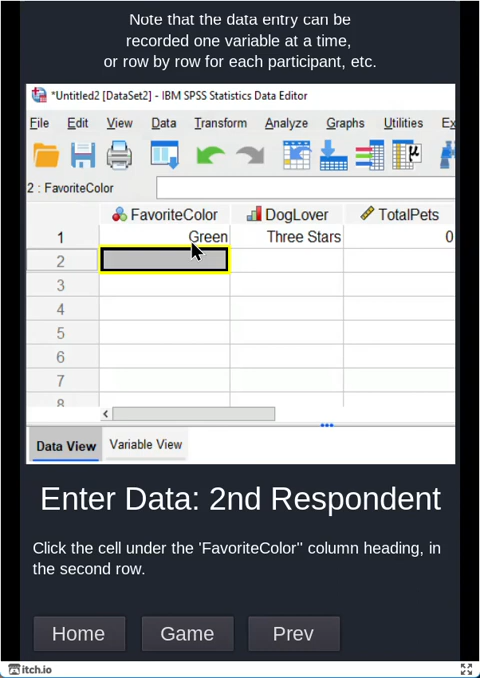 Note that the data entry can be
recorded one variable at a time,
or row by row for each participant, etc.
*Untitled2 [DataSet2] - IBM SPSS Statistics Data Editor
File Edit View Data Transform Analyze Graphs Utilities Ex
2 : FavoriteColor
FavoriteColor DogLover TotalPets
1 Green Three Stars 0
2
3
4
5
6
7
8
Data View Variable View
Enter Data: 2nd Respondent
Click the cell under the 'FavoriteColor'' column heading, in
the second row.
Home Game Prev
itch.io